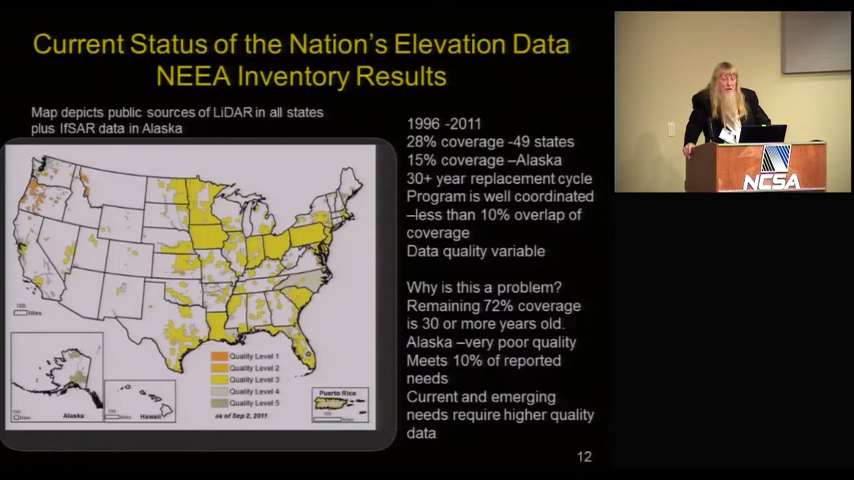 Current Status of the Nation's Elevation Data
NEEA Inventory Results
Map depicts public sources of LiDAR in all states
plus IfSAR data in Alaska
1996 -2011
28% coverage -49 states
15% coverage –Alaska
30+ year replacement cycle
Program is well coordinated
–less than 10% overlap of
coverage
Data quality variable
Why is this a problem?
Remaining 72% coverage
is 30 or more years old.
Alaska –very poor quality
Meets 10% of reported
needs
Current and emerging
needs require higher quality
data
Quality Level 1
Quality Level 2
Quality Level 3
Quality Level 4
Quality Level 5
as of Sep 2, 2011
Alaska
Hawaii
Puerto Rico
12
NCSA